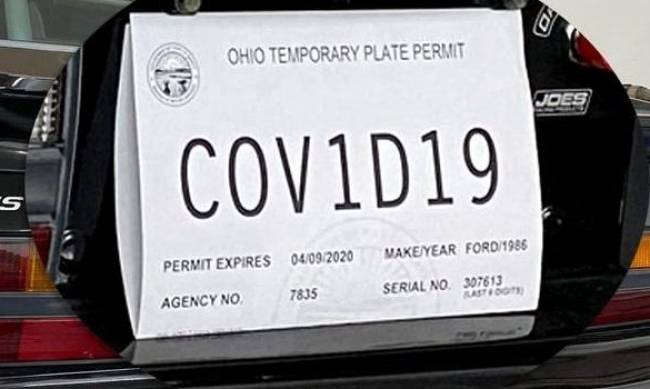 OHIO TEMPORARY PLATE PERMIT
JOES
COV1D19
PERMIT EXPIRES 04/09/2020 MAKE/YEAR FORD/1986
AGENCY NO. 7835 SERIAL NO. 307613
(LAST 6 DIGITS)